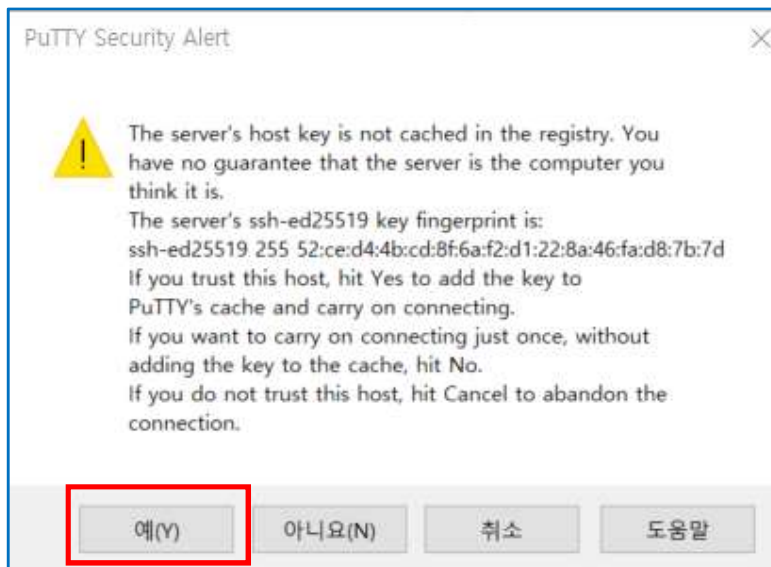 PuTTY Security Alert
!
The server's host key is not cached in the registry. You
have no guarantee that the server is the computer you
think it is.
The server's ssh-ed25519 key fingerprint is:
ssh-ed25519 255 52:ce:d4:4b:cd:8f:6a:f2:d1:22:8a:46:fa:d8:7b:7d
If you trust this host, hit Yes to add the key to
PuTTY's cache and carry on connecting.
If you want to carry on connecting just once, without
adding the key to the cache, hit No.
If you do not trust this host, hit Cancel to abandon the
connection.
예(Y) 아니요(N) 취소 도움말